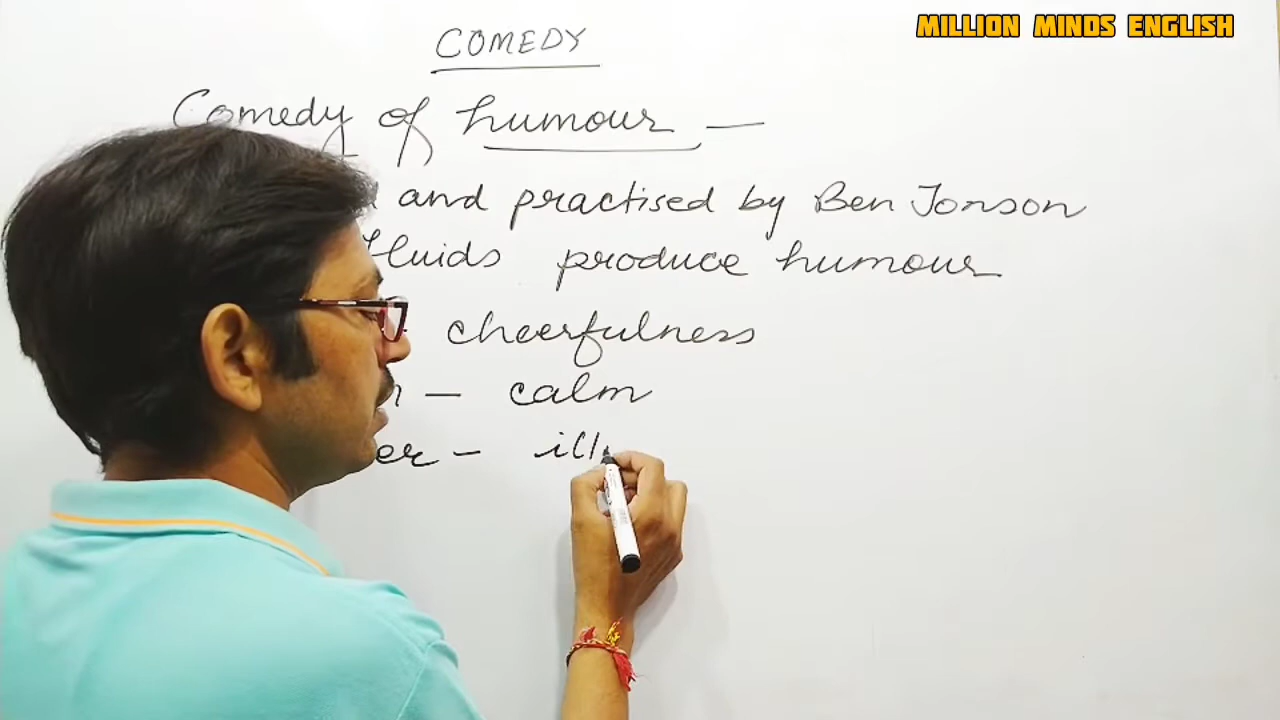 MILLION MINDS ENGLISH
COMEDY
Comedy of humour —
and practised by Ben Jonson
fluids produce humour
cheerfulness
— calm
er - ill